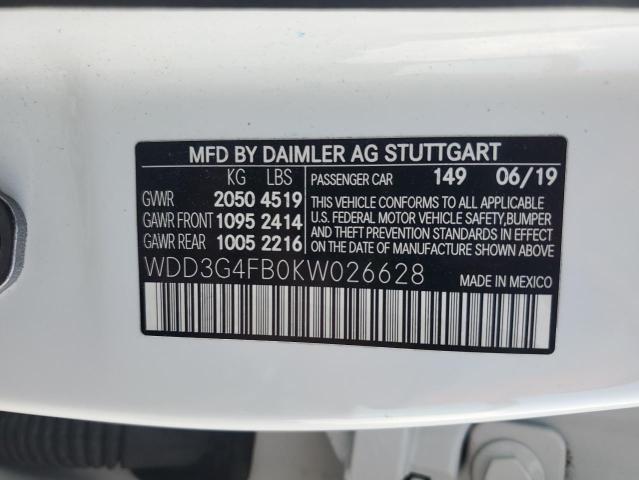 MFD BY DAIMLER AG STUTTGART
KG LBS
GVWR 2050 4519
GAWR FRONT 1095 2414
GAWR REAR 1005 2216
PASSENGER CAR 149 06/19
THIS VEHICLE CONFORMS TO ALL APPLICABLE
U.S. FEDERAL MOTOR VEHICLE SAFETY, BUMPER
AND THEFT PREVENTION STANDARDS IN EFFECT
ON THE DATE OF MANUFACTURE SHOWN ABOVE.
WDD3G4FB0KW026628
MADE IN MEXICO